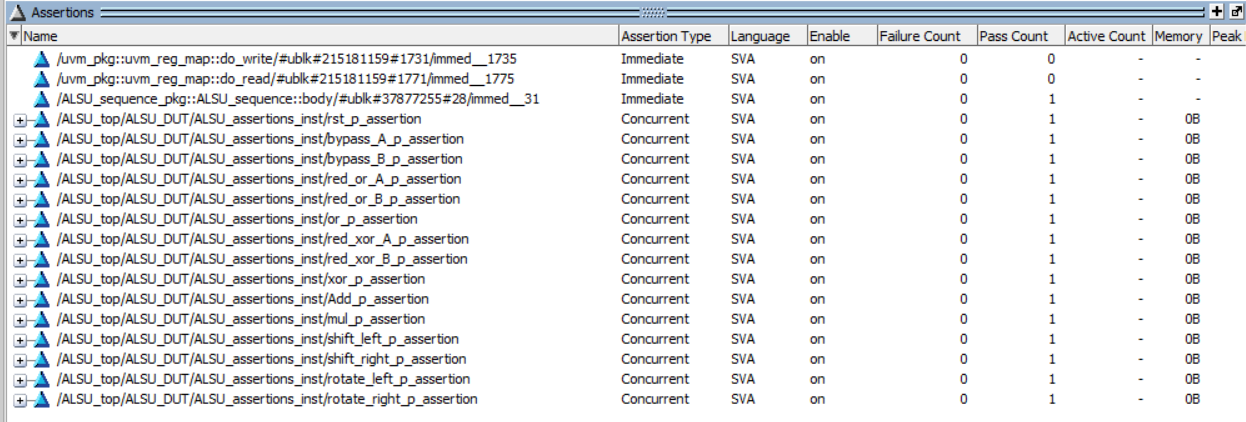 Assertions
Name Assertion Type Language Enable Failure Count Pass Count Active Count Memory Peak
/uvm_pkg::uvm_reg_map::do_write/#ublk#215181159#1731/immed__1735 Immediate SVA on 0 0 - -
/uvm_pkg::uvm_reg_map::do_read/#ublk#215181159#1771/immed__1775 Immediate SVA on 0 0 - -
/ALSU_sequence_pkg::ALSU_sequence::body/#ublk#37877255#28/immed__31 Immediate SVA on 0 1 - -
/ALSU_top/ALSU_DUT/ALSU_assertions_inst/rst_p_assertion Concurrent SVA on 0 1 - 0B
/ALSU_top/ALSU_DUT/ALSU_assertions_inst/bypass_A_p_assertion Concurrent SVA on 0 1 - 0B
/ALSU_top/ALSU_DUT/ALSU_assertions_inst/bypass_B_p_assertion Concurrent SVA on 0 1 - 0B
/ALSU_top/ALSU_DUT/ALSU_assertions_inst/red_or_A_p_assertion Concurrent SVA on 0 1 - 0B
/ALSU_top/ALSU_DUT/ALSU_assertions_inst/red_or_B_p_assertion Concurrent SVA on 0 1 - 0B
/ALSU_top/ALSU_DUT/ALSU_assertions_inst/or_p_assertion Concurrent SVA on 0 1 - 0B
/ALSU_top/ALSU_DUT/ALSU_assertions_inst/red_xor_A_p_assertion Concurrent SVA on 0 1 - 0B
/ALSU_top/ALSU_DUT/ALSU_assertions_inst/red_xor_B_p_assertion Concurrent SVA on 0 1 - 0B
/ALSU_top/ALSU_DUT/ALSU_assertions_inst/xor_p_assertion Concurrent SVA on 0 1 - 0B
/ALSU_top/ALSU_DUT/ALSU_assertions_inst/Add_p_assertion Concurrent SVA on 0 1 - 0B
/ALSU_top/ALSU_DUT/ALSU_assertions_inst/mul_p_assertion Concurrent SVA on 0 1 - 0B
/ALSU_top/ALSU_DUT/ALSU_assertions_inst/shift_left_p_assertion Concurrent SVA on 0 1 - 0B
/ALSU_top/ALSU_DUT/ALSU_assertions_inst/shift_right_p_assertion Concurrent SVA on 0 1 - 0B
/ALSU_top/ALSU_DUT/ALSU_assertions_inst/rotate_left_p_assertion Concurrent SVA on 0 1 - 0B
/ALSU_top/ALSU_DUT/ALSU_assertions_inst/rotate_right_p_assertion Concurrent SVA on 0 1 - 0B